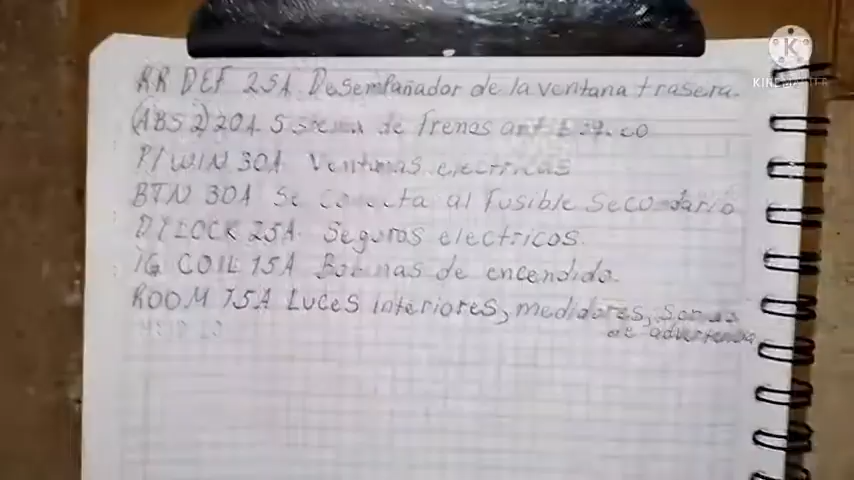 RR DEF 25A Desempañador de la ventana trasera.
(ABS 2) 20A Sistema de frenos
P/WIN 30A Ventanas electricas
BTN 30A Se conecta al fusible Secundario
D/LOCK 25A. Seguros electricos.
IG COIL 15A Bobinas de encendido.
ROOM 15A Luces interiores, medidores,
de advertencia
KINEMASTER